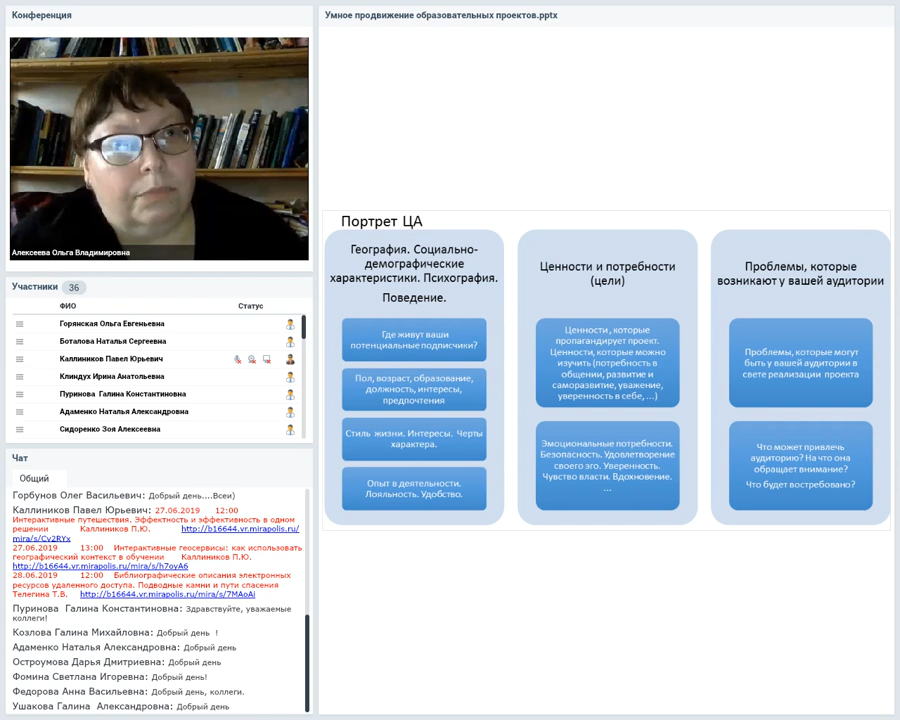 Конференция
Алексеева Ольга Владимировна
Участники 36
ФИО Статус
Горянская Ольга Евгеньевна
Боталова Наталья Сергеевна
Каллиников Павел Юрьевич
Клиндух Ирина Анатольевна
Пуринова Галина Константиновна
Адаменко Наталья Александровна
Сидоренко Зоя Алексеевна
Чат
Общий
Горбунов Олег Васильевич: Добрый день....Всеи)
Каллиников Павел Юрьевич: 27.06.2019 12:00
Интерактивные путешествия. Эффектность и эффективность в одном
решении Каллиников П.Ю. http://b16644.vr.mirapolis.ru/
mira/s/Cv2RYx
27.06.2019 13:00 Интерактивные геосервисы: как использовать
географический контекст в обучении Каллиников П.Ю.
http://b16644.vr.mirapolis.ru/mira/s/h7oyA6
28.06.2019 12:00 Библиографические описания электронных
ресурсов удаленного доступа. Подводные камни и пути спасения
Телегина Т.В. http://b16644.vr.mirapolis.ru/mira/s/7MAoAi
Пуринова Галина Константиновна: Здравствуйте, уважаемые
коллеги!
Козлова Галина Михайловна: Добрый день !
Адаменко Наталья Александровна: Добрый день
Остроумова Дарья Дмитриевна: Добрый день
Фомина Светлана Игоревна: Добрый день!
Федорова Анна Васильевна: Добрый день, коллеги.
Ушакова Галина Александровна: Добрый день
Умное продвижение образовательных проектов.pptx
Портрет ЦА
География. Социально-
демографические
характеристики. Психография.
Поведение.
Где живут ваши
потенциальные подписчики?
Пол, возраст, образование,
должность, интересы,
предпочтения
Стиль жизни. Интересы. Черты
характера.
Опыт в деятельности.
Лояльность. Удобство.
Ценности и потребности
(цели)
Ценности , которые
пропагандирует проект.
Ценности, которые можно
изучить (потребность в
общении, развитие и
саморазвитие, уважение,
уверенность в себе, ...)
Эмоциональные потребности.
Безопасность. Удовлетворение
своего эго. Уверенность.
Чувство власти. Вдохновение.
...
Проблемы, которые
возникают у вашей аудитории
Проблемы, которые могут
быть у вашей аудитории в
свете реализации проекта
Что может привлечь
аудиторию? На что она
обращает внимание?
Что будет востребовано?